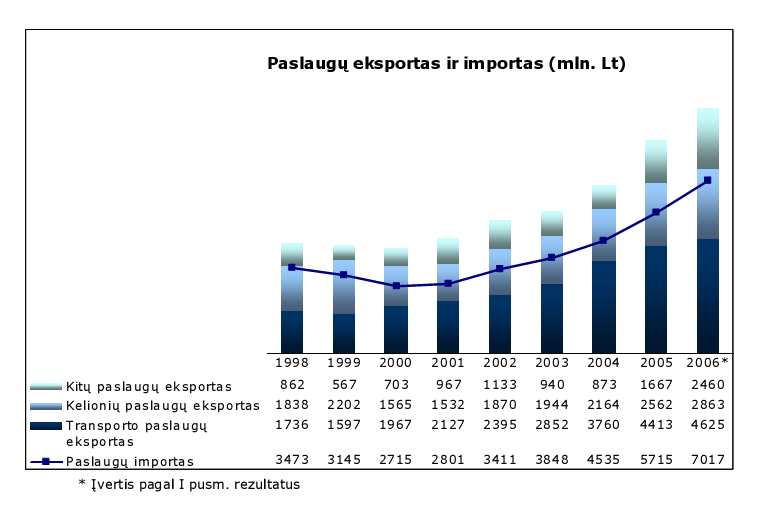 Paslaugų eksportas ir importas (mln. Lt)
1998 1999 2000 2001 2002 2003 2004 2005 2006*
Kitų paslaugų eksportas 862 567 703 967 1133 940 873 1667 2460
Kelionių paslaugų eksportas 1838 2202 1565 1532 1870 1944 2164 2562 2863
Transporto paslaugų 1736 1597 1967 2127 2395 2852 3760 4413 4625
eksportas
Paslaugų importas 3473 3145 2715 2801 3411 3848 4535 5715 7017
* Įvertis pagal I pusm. rezultatus